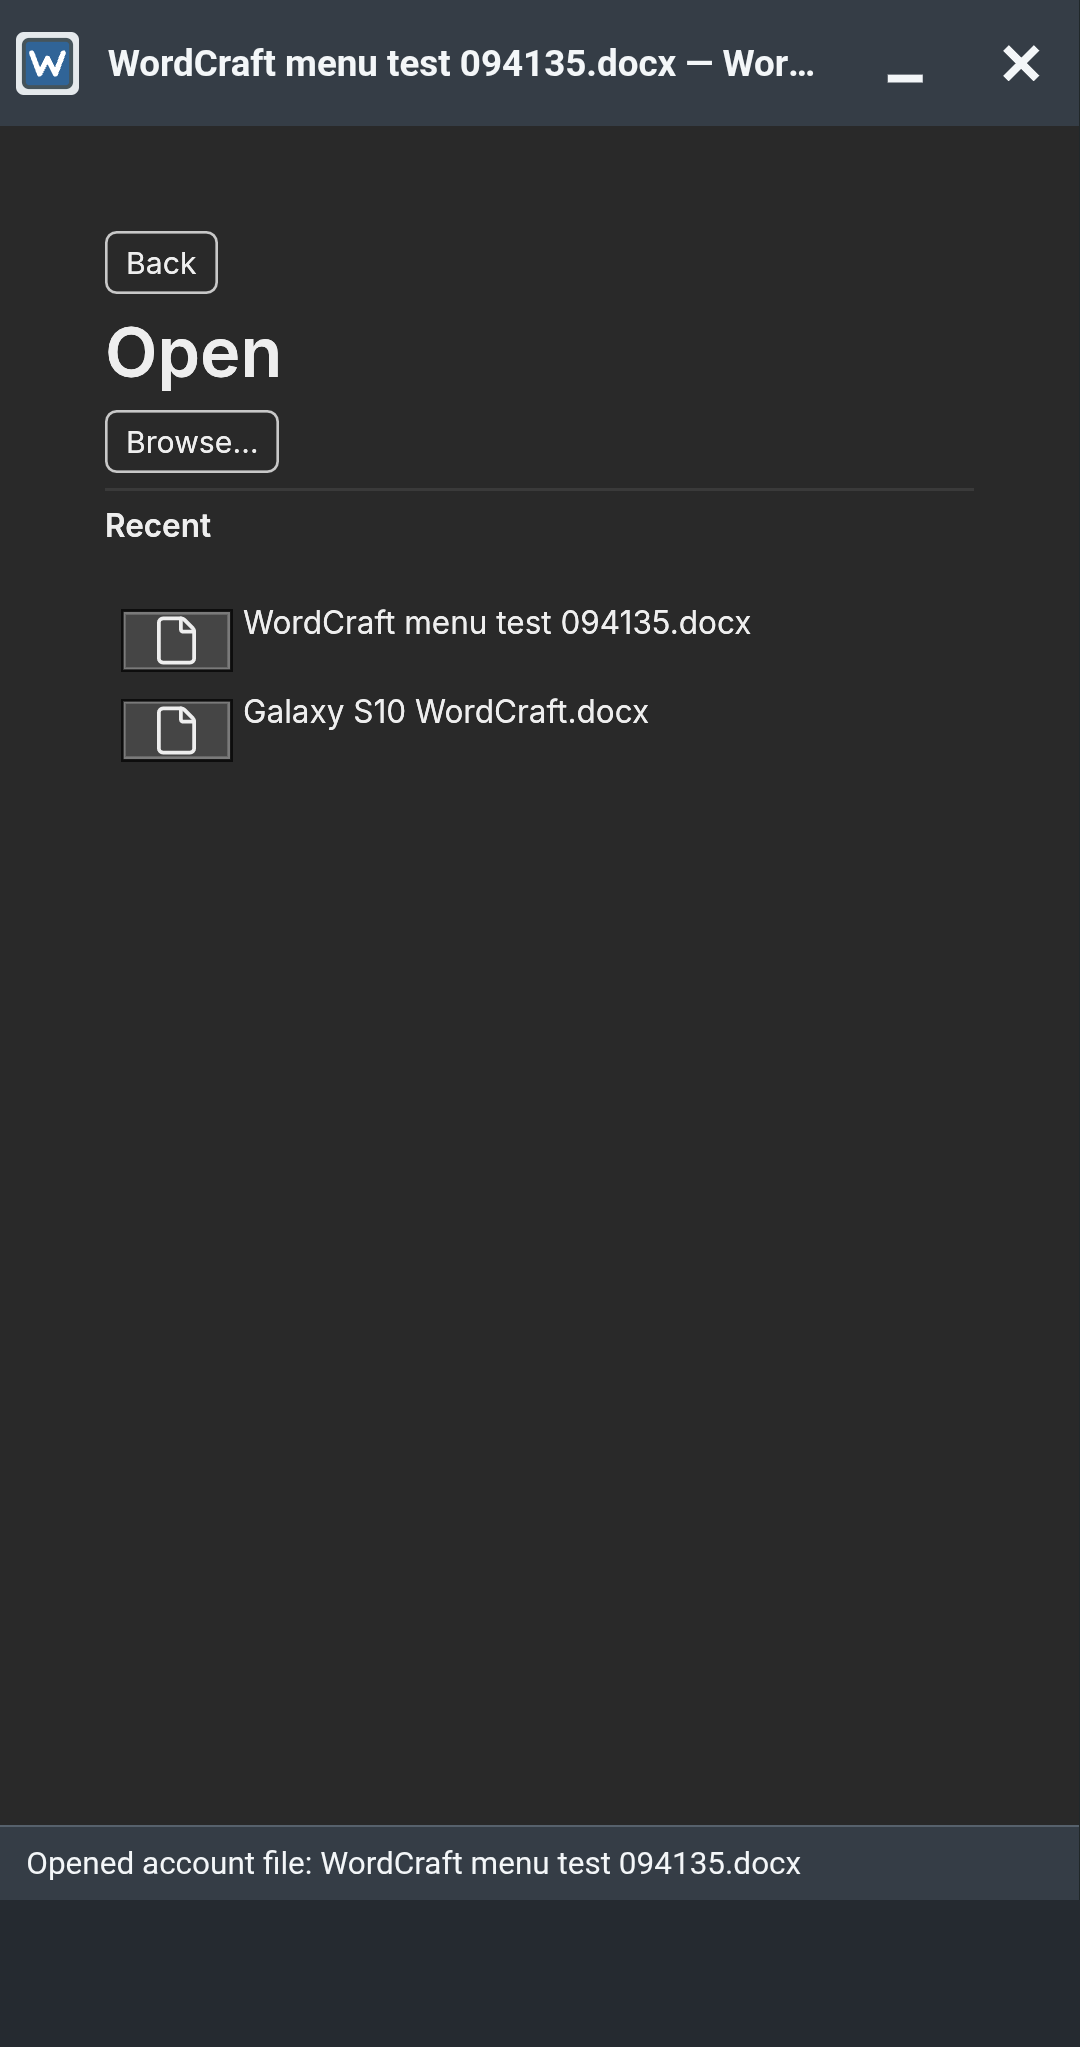 W
WordCraft menu test 094135.docx — Wor...
Back
Open
Browse...
Recent
WordCraft menu test 094135.docx
Galaxy S10 WordCraft.docx
Opened account file: WordCraft menu test 094135.docx